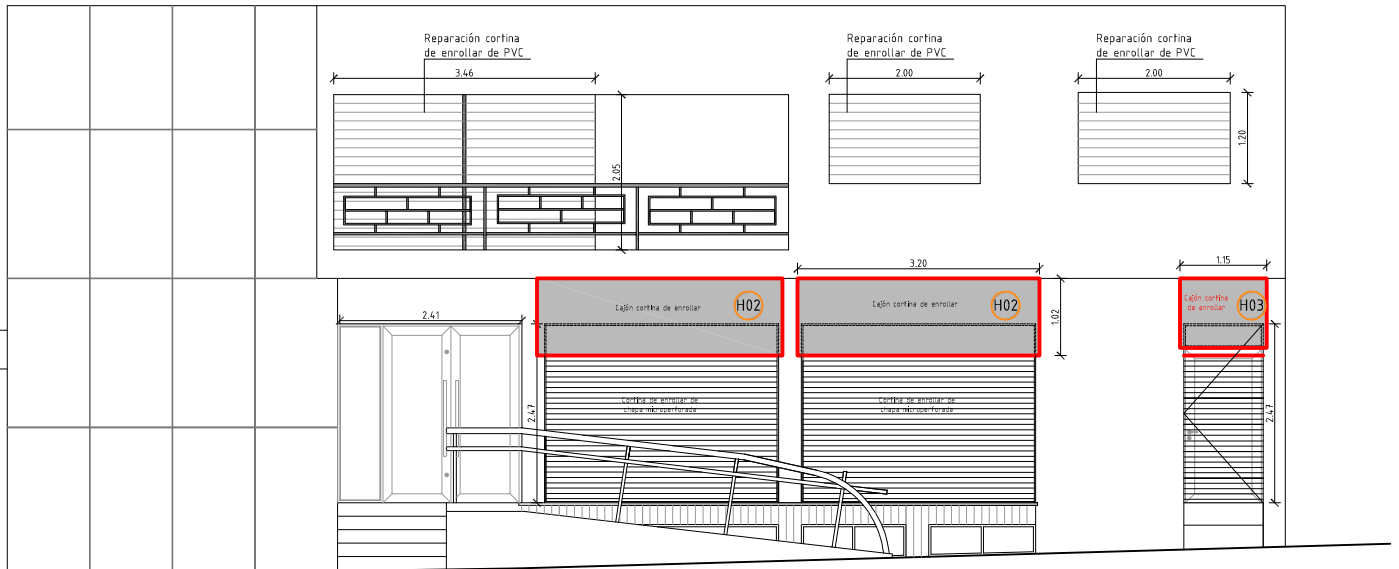 Reparación cortina
de enrollar de PVC
3.46
Reparación cortina
de enrollar de PVC
2.00
Reparación cortina
de enrollar de PVC
2.00
2.05
1.20
3.20
1.15
Cajón cortina de enrollar
H02
Cajón cortina de enrollar
H02
1.02
Cajón cortina
de enrollar
H03
2.41
2.47
Cortina de enrollar de
chapa microperforada
Cortina de enrollar de
chapa microperforada
2.47